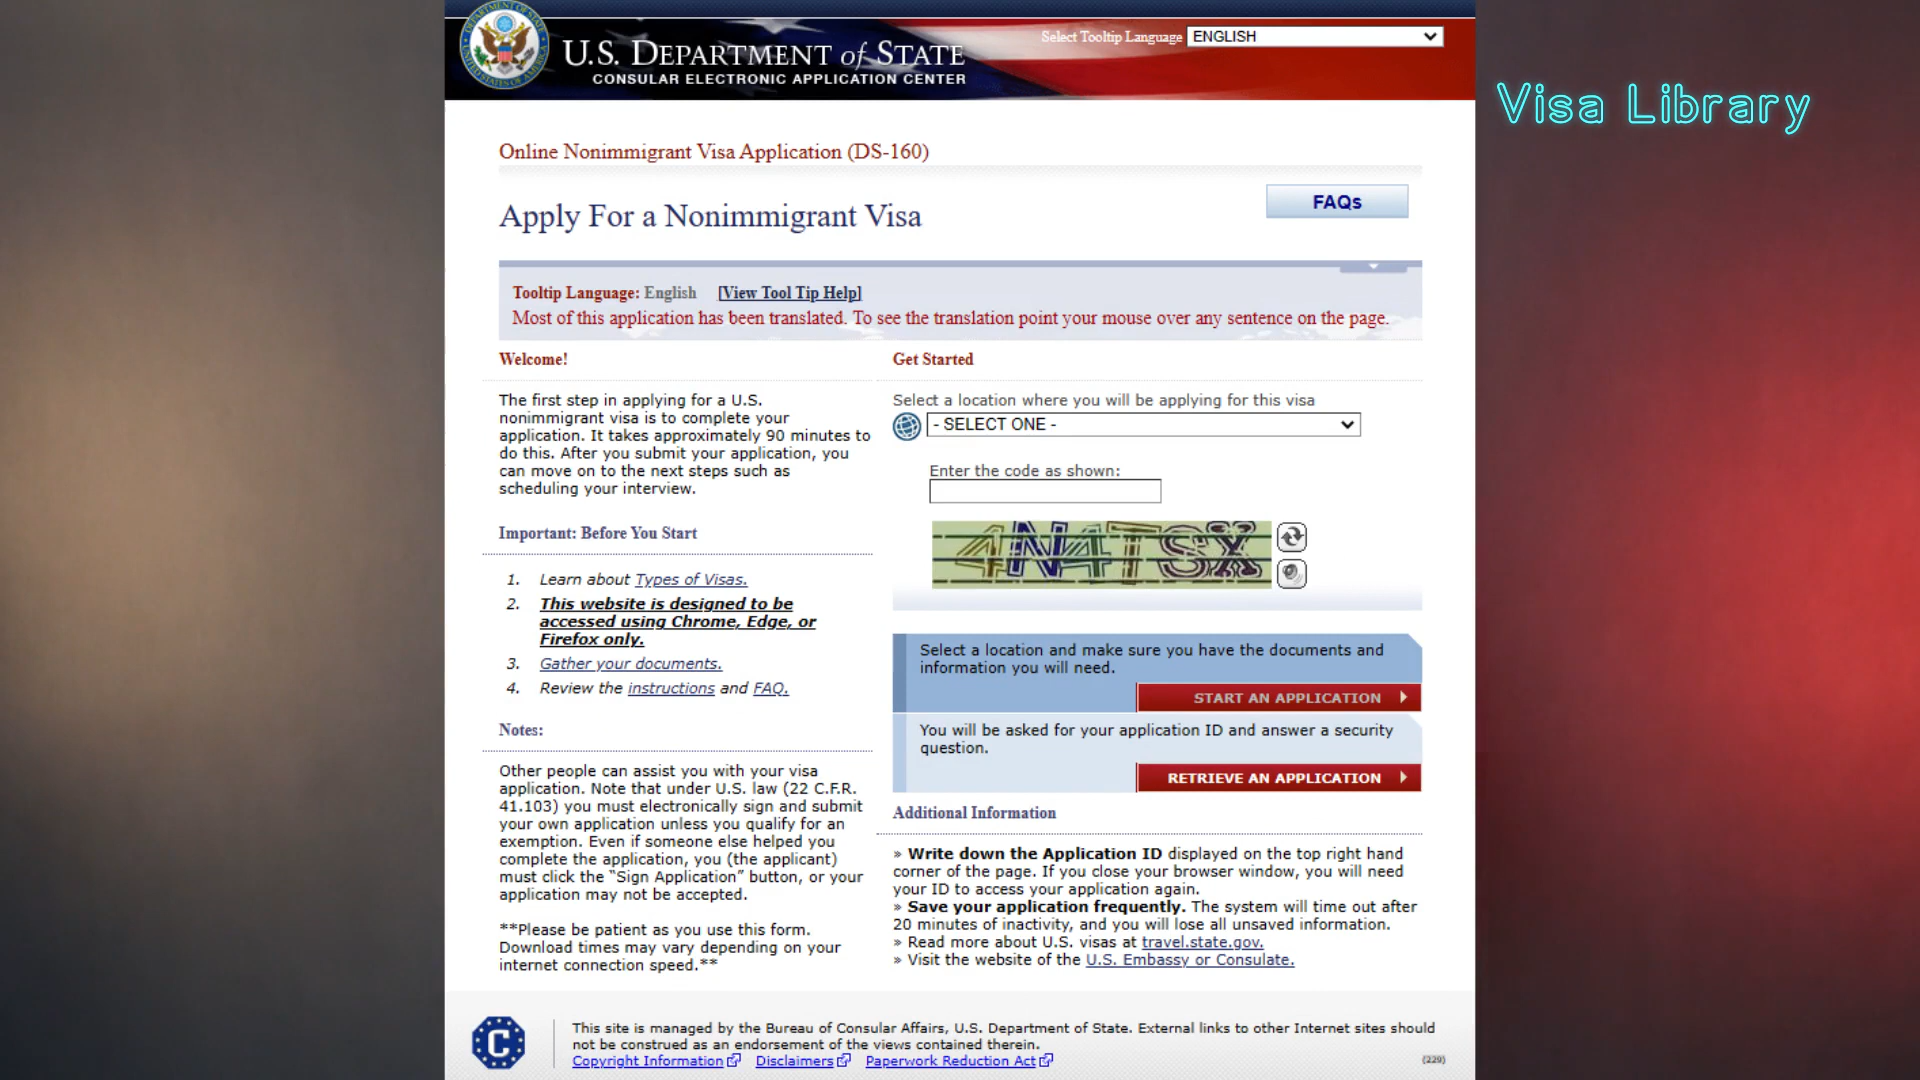 U.S. DEPARTMENT of STATE
CONSULAR ELECTRONIC APPLICATION CENTER
Select Tooltip Language ENGLISH
Visa Library
Online Nonimmigrant Visa Application (DS-160)
Apply For a Nonimmigrant Visa
FAQs
Tooltip Language: English [View Tool Tip Help]
Most of this application has been translated. To see the translation point your mouse over any sentence on the page.
Welcome!
The first step in applying for a U.S.
nonimmigrant visa is to complete your
application. It takes approximately 90 minutes to
do this. After you submit your application, you
can move on to the next steps such as
scheduling your interview.
Important: Before You Start
1. Learn about Types of Visas.
2. This website is designed to be
accessed using Chrome, Edge, or
Firefox only.
3. Gather your documents.
4. Review the instructions and FAQ.
Notes:
Other people can assist you with your visa
application. Note that under U.S. law (22 C.F.R.
41.103) you must electronically sign and submit
your own application unless you qualify for an
exemption. Even if someone else helped you
complete the application, you (the applicant)
must click the “Sign Application” button, or your
application may not be accepted.
**Please be patient as you use this form.
Download times may vary depending on your
internet connection speed.**
Get Started
Select a location where you will be applying for this visa
- SELECT ONE -
Enter the code as shown:
4N4TSX
Select a location and make sure you have the documents and
information you will need.
START AN APPLICATION
You will be asked for your application ID and answer a security
question.
RETRIEVE AN APPLICATION
Additional Information
» Write down the Application ID displayed on the top right hand
corner of the page. If you close your browser window, you will need
your ID to access your application again.
» Save your application frequently. The system will time out after
20 minutes of inactivity, and you will lose all unsaved information.
» Read more about U.S. visas at travel.state.gov.
» Visit the website of the U.S. Embassy or Consulate.
C
This site is managed by the Bureau of Consular Affairs, U.S. Department of State. External links to other Internet sites should
not be construed as an endorsement of the views contained therein.
Copyright Information Disclaimers Paperwork Reduction Act
(229)